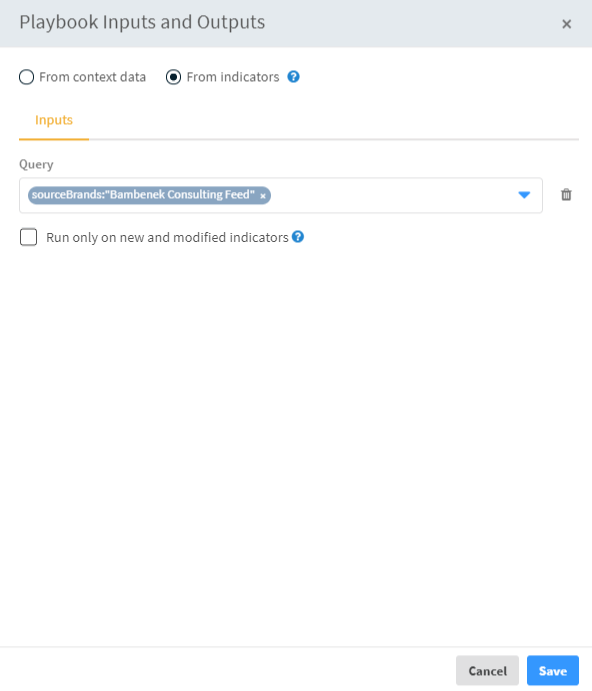 Playbook Inputs and Outputs ×
From context data From indicators ?
Inputs
Query
sourceBrands:"Bambenek Consulting Feed" ×
Run only on new and modified indicators ?
Cancel Save